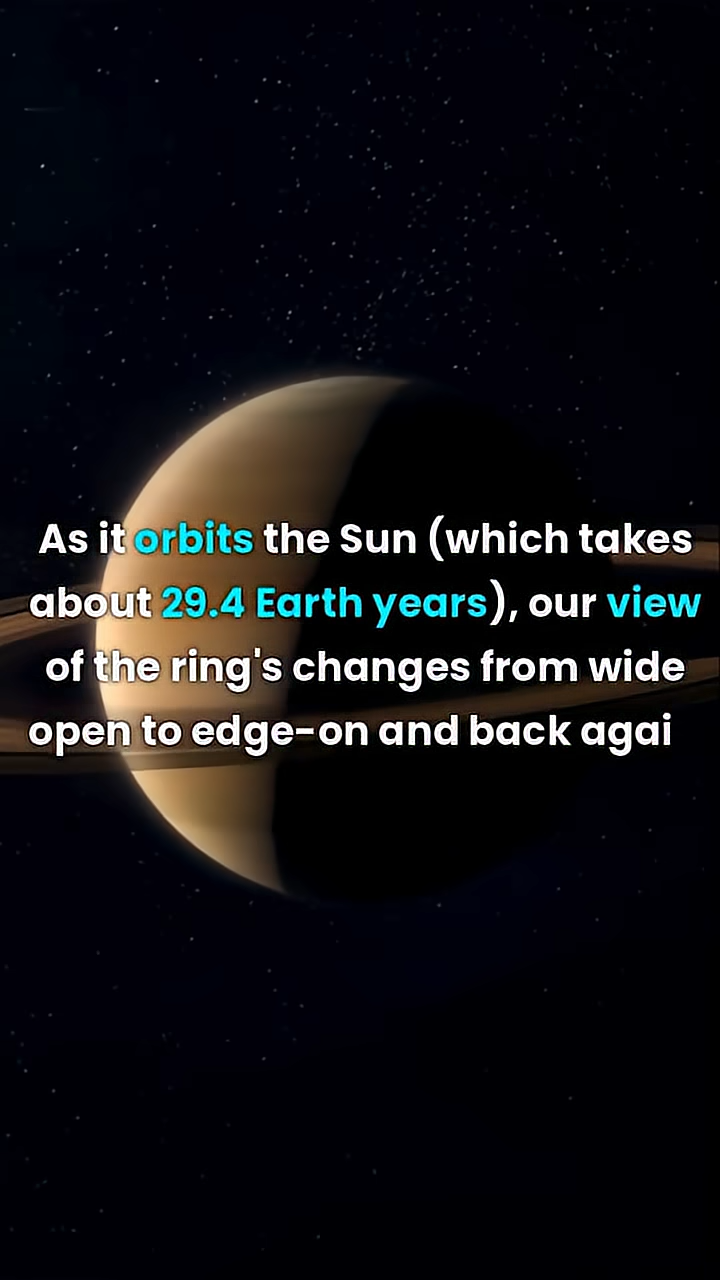 As it orbits the Sun (which takes
about 29.4 Earth years), our view
of the ring's changes from wide
open to edge-on and back agai